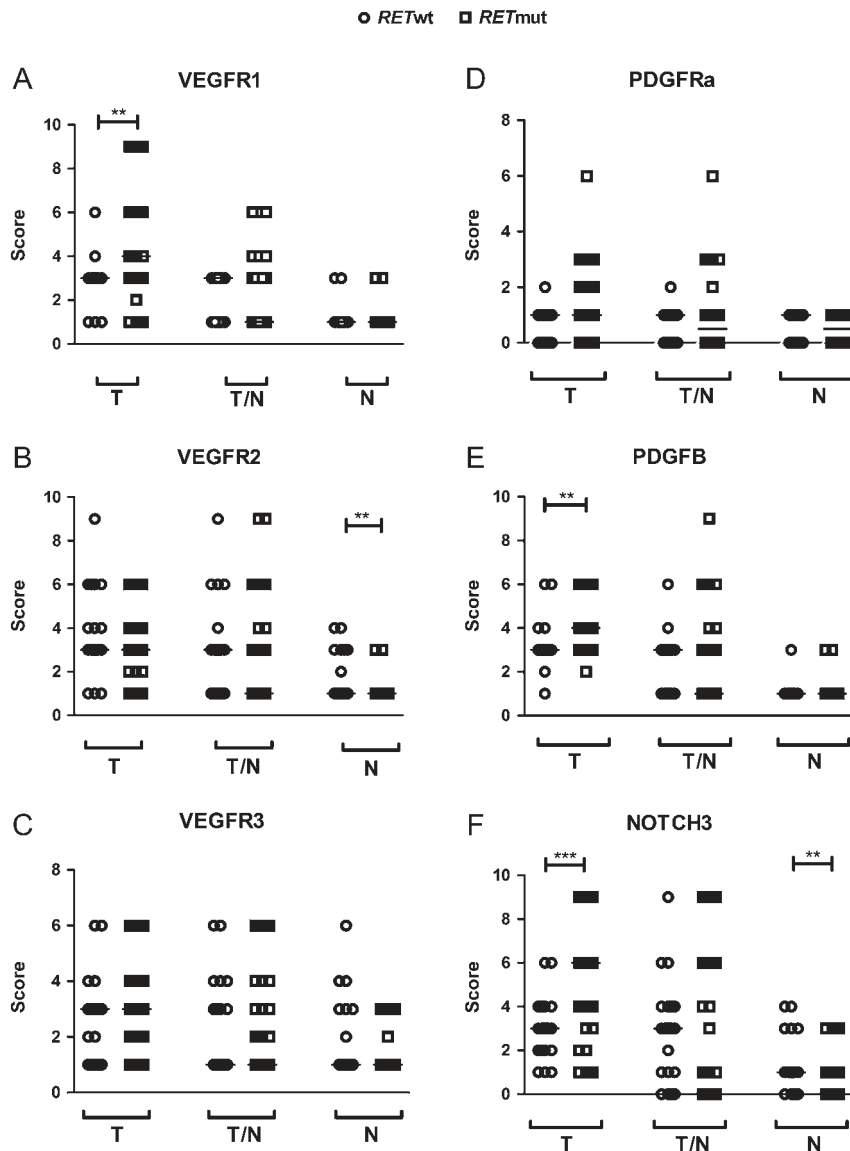 RETwt RETmut
A VEGFR1
**
10
8
6
4
2
0
Score
T T/N N
D PDGFRa
8
6
4
2
0
Score
T T/N N
B VEGFR2
**
10
8
6
4
2
0
Score
T T/N N
E PDGFB
**
10
8
6
4
2
0
Score
T T/N N
C VEGFR3
8
6
4
2
0
Score
T T/N N
F NOTCH3
*** **
10
8
6
4
2
0
Score
T T/N N